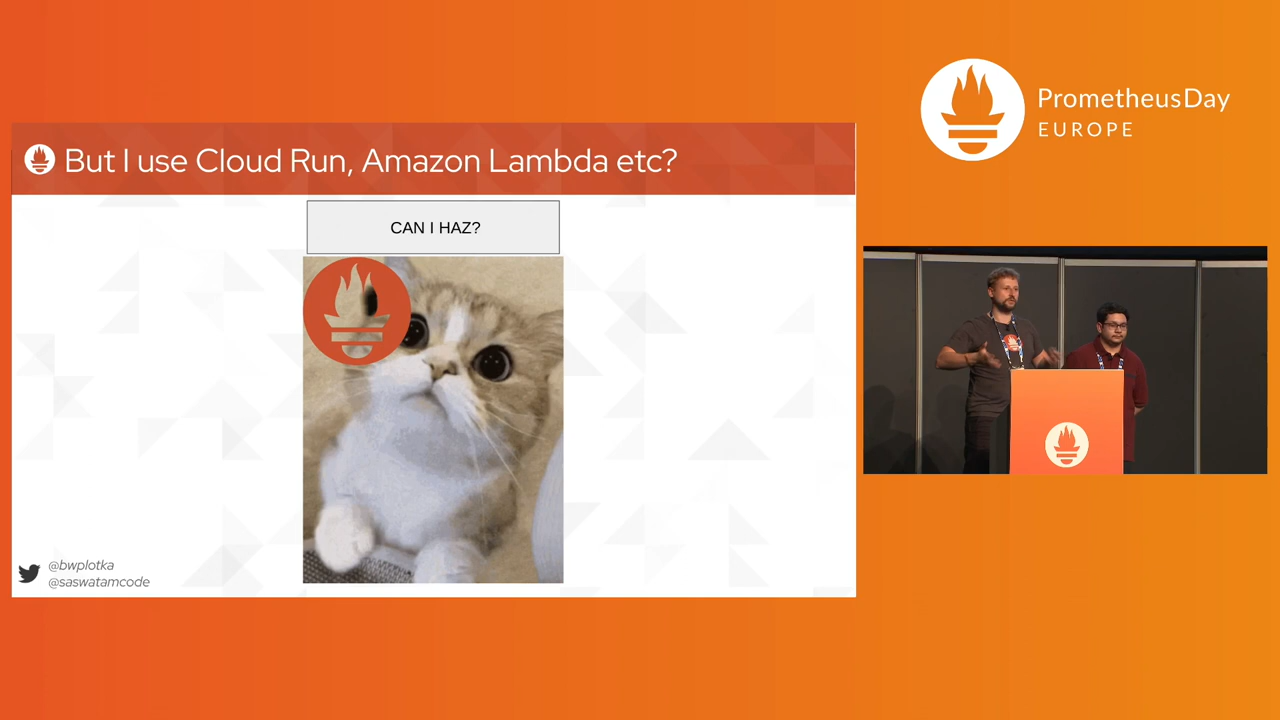 But I use Cloud Run, Amazon Lambda etc?
CAN I HAZ?
@bwplotka
@saswatamcode
PrometheusDay
EUROPE